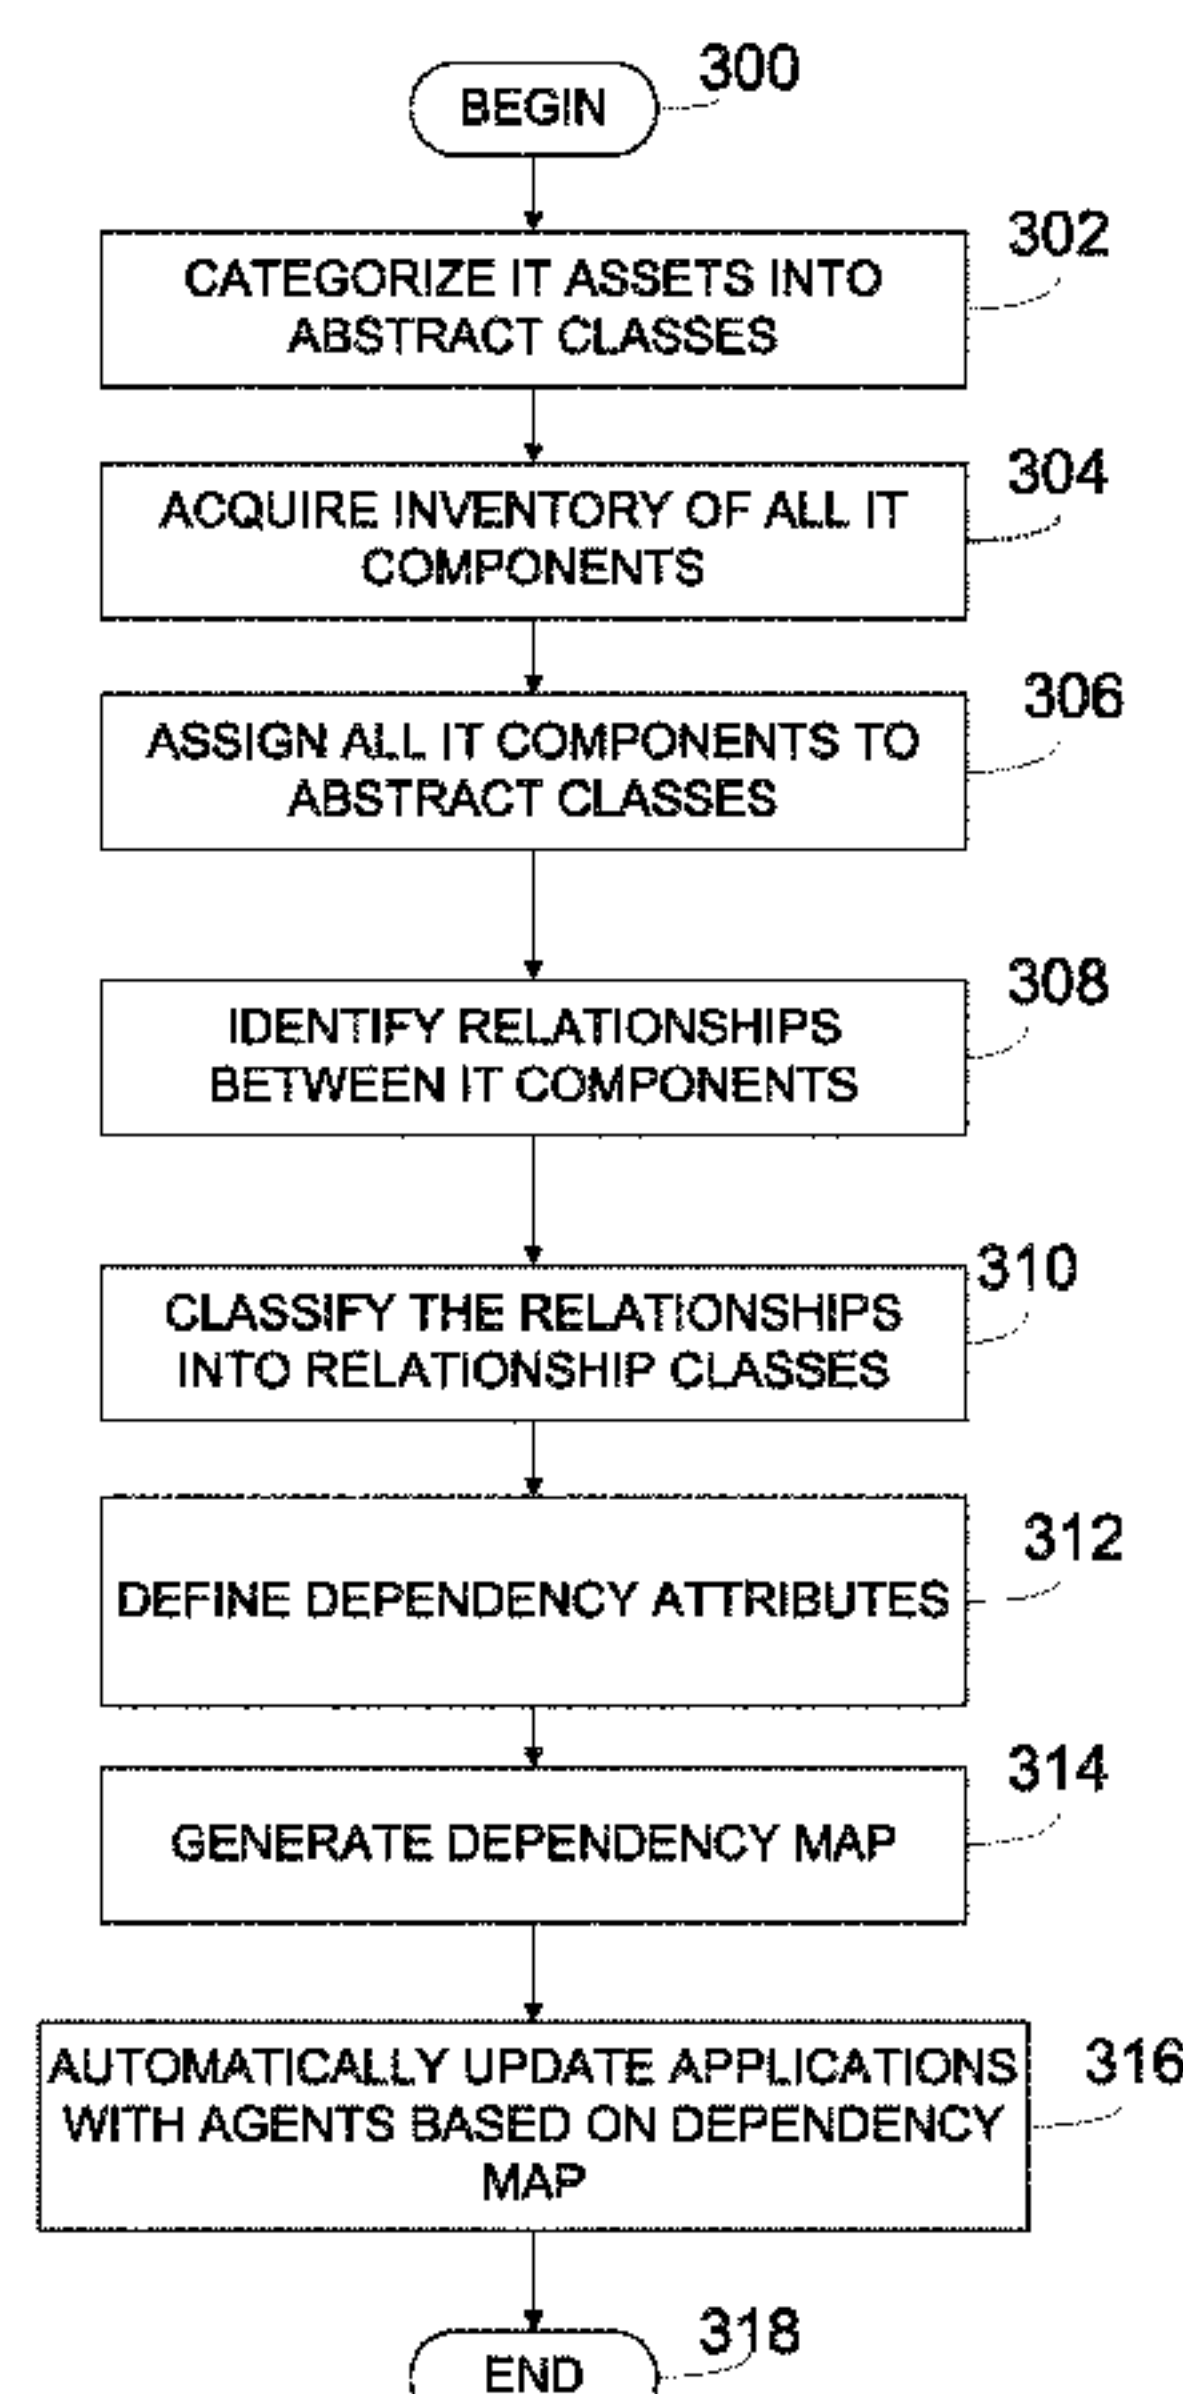 BEGIN
300
302
CATEGORIZE IT ASSETS INTO
ABSTRACT CLASSES
304
ACQUIRE INVENTORY OF ALL IT
COMPONENTS
306
ASSIGN ALL IT COMPONENTS TO
ABSTRACT CLASSES
308
IDENTIFY RELATIONSHIPS
BETWEEN IT COMPONENTS
310
CLASSIFY THE RELATIONSHIPS
INTO RELATIONSHIP CLASSES
312
DEFINE DEPENDENCY ATTRIBUTES
314
GENERATE DEPENDENCY MAP
316
AUTOMATICALLY UPDATE APPLICATIONS
WITH AGENTS BASED ON DEPENDENCY
MAP
318
END